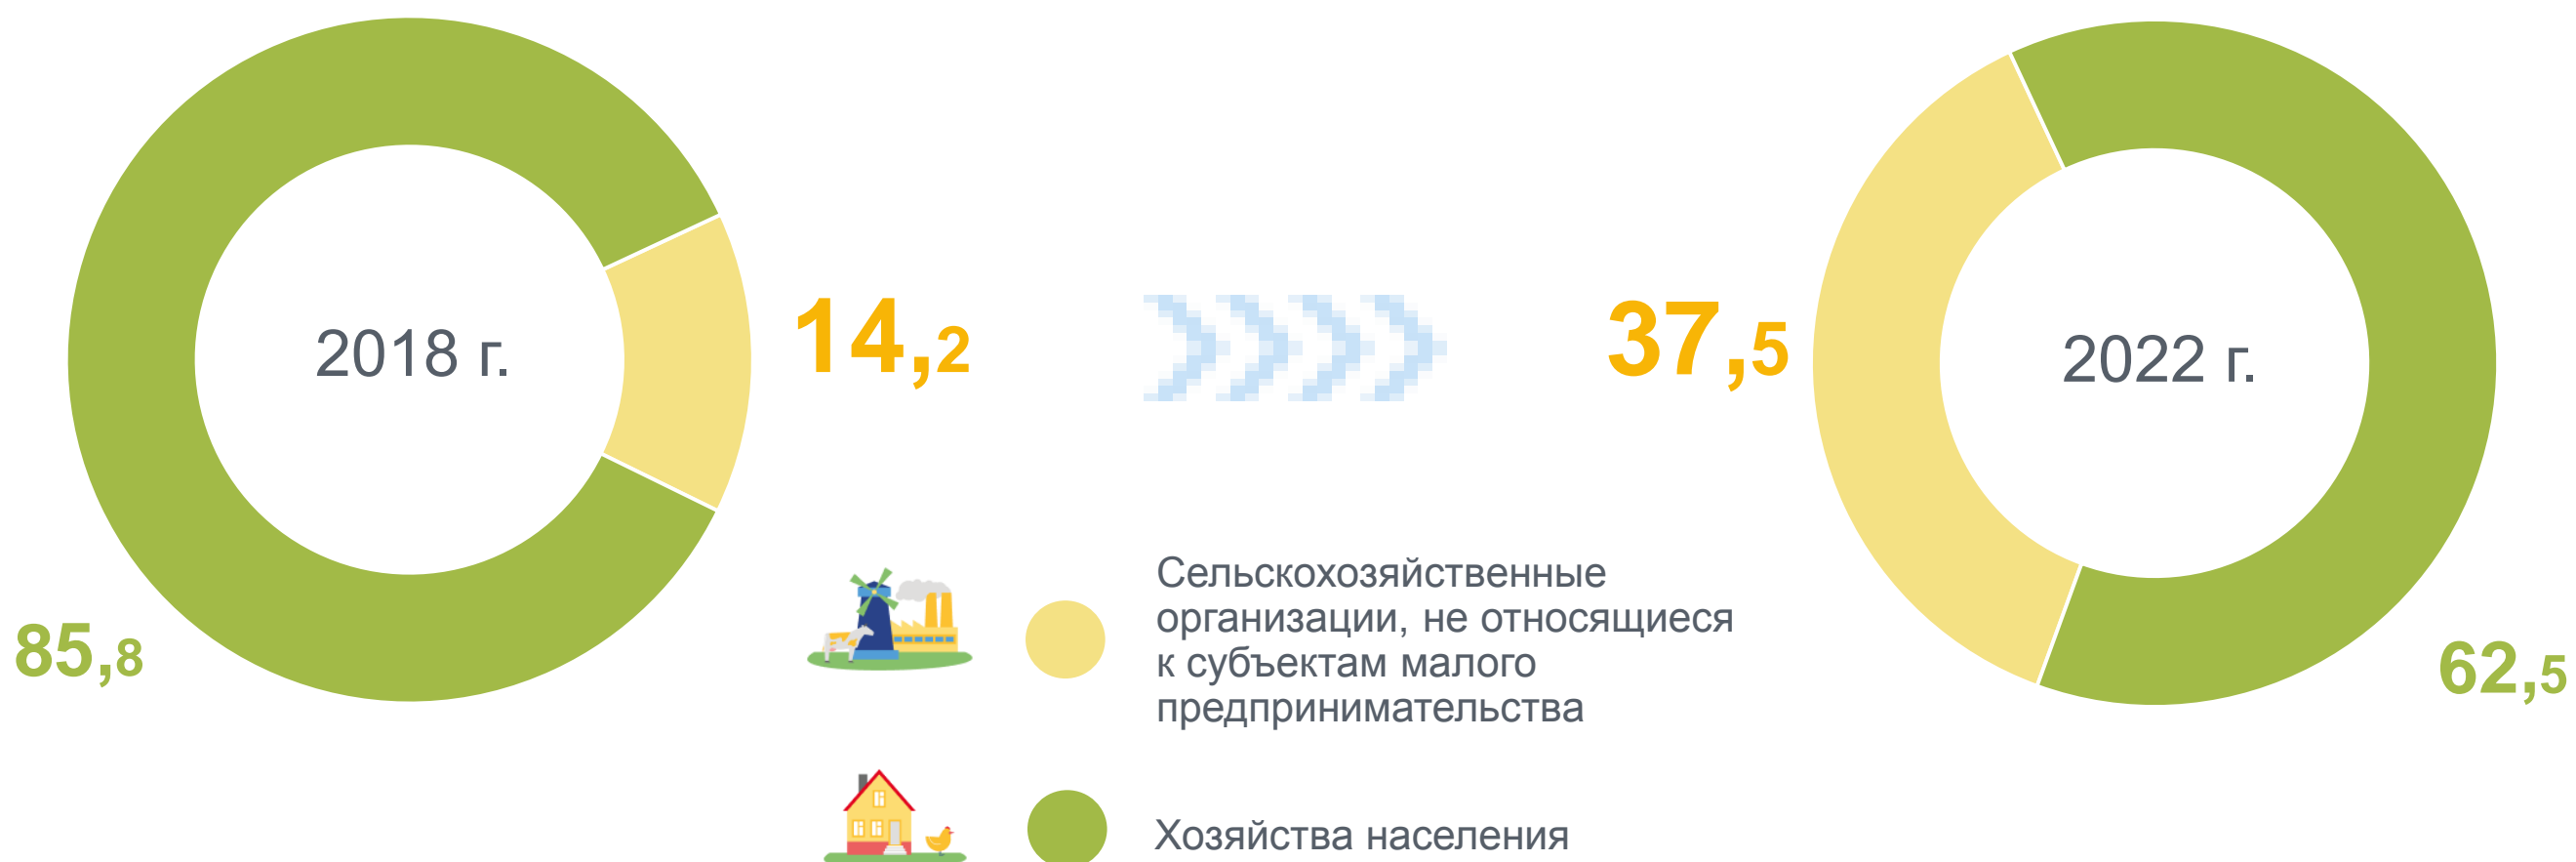 2018 г.
14,2
85,8
37,5
2022 г.
62,5
Сельскохозяйственные
организации, не относящиеся
к субъектам малого
предпринимательства
Хозяйства населения